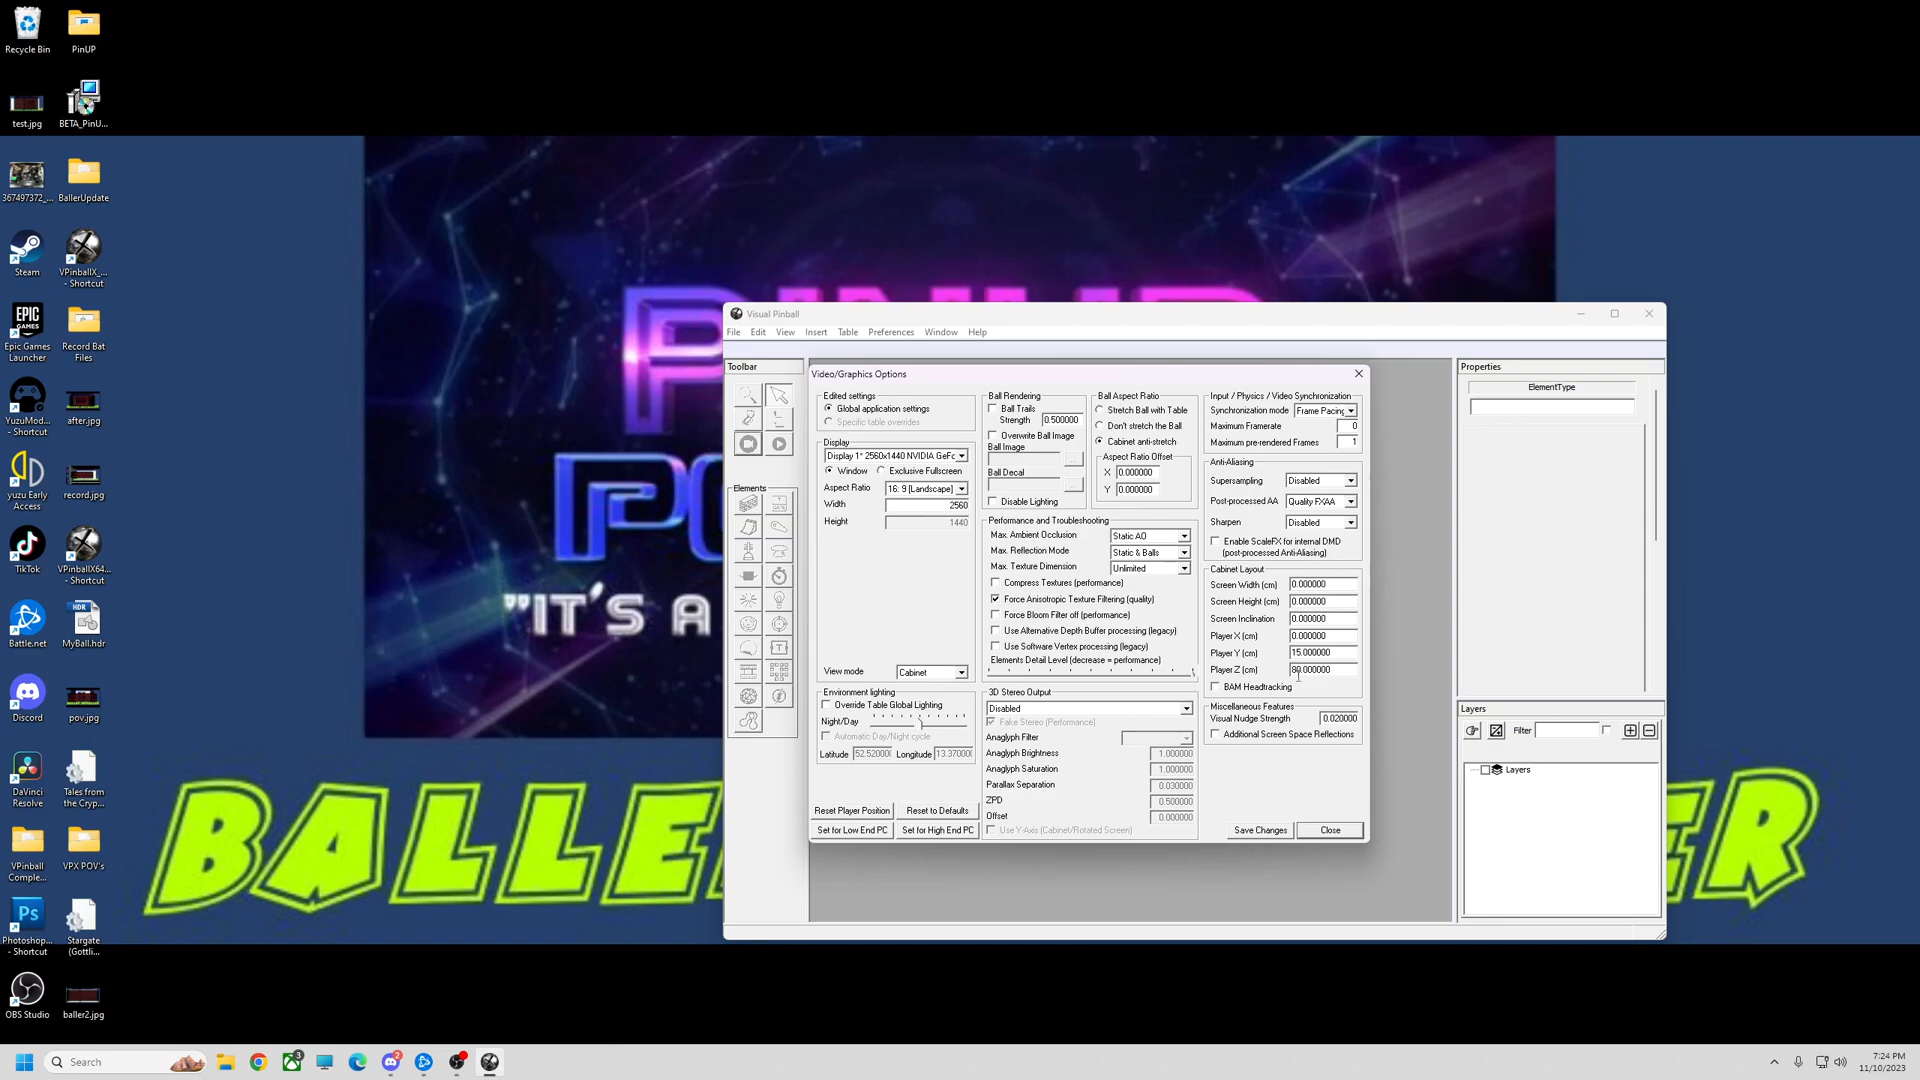 Recycle Bin
PinUP
test.jpg
BETA_PinU...
367497372_...
BallerUpdate
Steam
VPinballX_...
- Shortcut
Epic Games
Launcher
Record Bat
Files
YuzuMod...
- Shortcut
after.jpg
yuzu Early
Access
record.jpg
TikTok
VPinballX64...
- Shortcut
Battle.net
MyBall.hdr
Discord
pov.jpg
DaVinci
Resolve
Tales from
the Cryp...
VPinball
Comple...
VPX POV's
Photoshop...
- Shortcut
Stargate
(Gottli...
OBS Studio
baller2.jpg
"IT'S A
Visual Pinball
File Edit View Insert Table Preferences Window Help
Toolbar
Elements
Video/Graphics Options
Edited settings
Global application settings
Specific table overrides
Display
Display 1* 2560x1440 NVIDIA GeFc
Window Exclusive Fullscreen
Aspect Ratio 16: 9 [Landscape]
Width 2560
Height 1440
View mode Cabinet
Environment lighting
Override Table Global Lighting
Night/Day
Automatic Day/Night cycle
Latitude 52.52000 Longitude 13.37000
Reset Player Position Reset to Defaults
Set for Low End PC Set for High End PC
Ball Rendering
Ball Trails
Strength 0.500000
Overwrite Ball Image
Ball Image
...
Ball Decal
...
Disable Lighting
Ball Aspect Ratio
Stretch Ball with Table
Don't stretch the Ball
Cabinet anti-stretch
Aspect Ratio Offset
X 0.000000
Y 0.000000
Performance and Troubleshooting
Max. Ambient Occlusion Static AO
Max. Reflection Mode Static & Balls
Max. Texture Dimension Unlimited
Compress Textures (performance)
Force Anisotropic Texture Filtering (quality)
Force Bloom Filter off (performance)
Use Alternative Depth Buffer processing (legacy)
Use Software Vertex processing (legacy)
Elements Detail Level (decrease = performance)
3D Stereo Output
Disabled
Fake Stereo (Performance)
Anaglyph Filter
Anaglyph Brightness 1.000000
Anaglyph Saturation 1.000000
Parallax Separation 0.030000
ZPD 0.500000
Offset 0.000000
Use Y-Axis (Cabinet/Rotated Screen)
Input / Physics / Video Synchronization
Synchronization mode Frame Pacing
Maximum Framerate 0
Maximum pre-rendered Frames 1
Anti-Aliasing
Supersampling Disabled
Post-processed AA Quality FXAA
Sharpen Disabled
Enable ScaleFX for internal DMD
(post-processed Anti-Aliasing)
Cabinet Layout
Screen Width (cm) 0.000000
Screen Height (cm) 0.000000
Screen Inclination 0.000000
Player X (cm) 0.000000
Player Y (cm) 15.000000
Player Z (cm) 80.000000
BAM Headtracking
Miscellaneous Features
Visual Nudge Strength 0.020000
Additional Screen Space Reflections
Save Changes Close
Properties
ElementType
Layers
Filter
Layers
Search
3
2
7:24 PM
11/10/2023